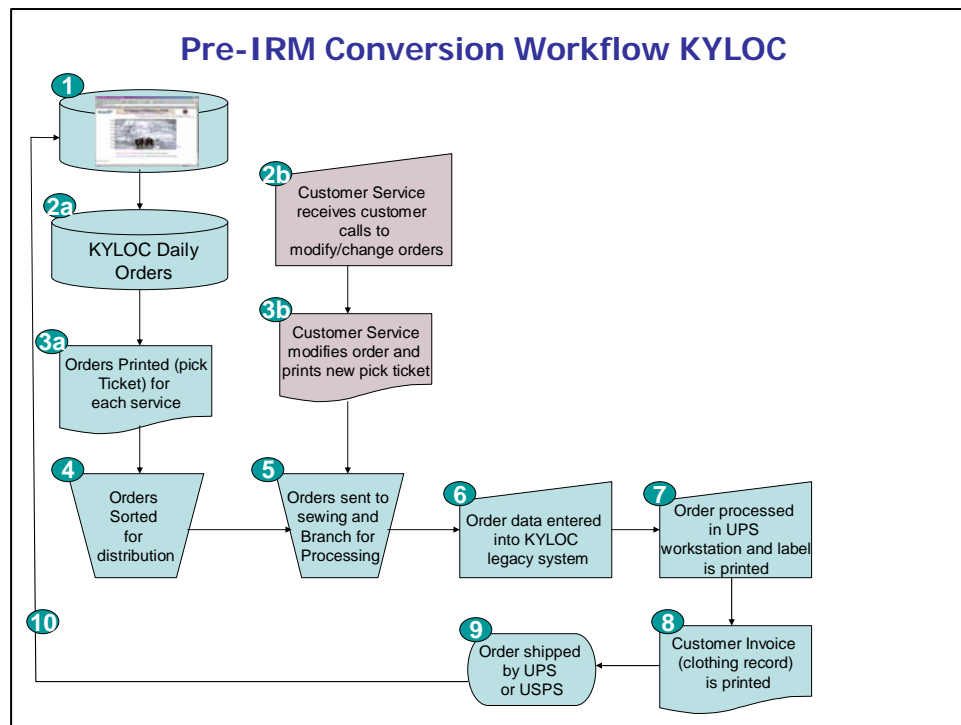 Pre-IRM Conversion Workflow KYLOC
1
2a
KYLOC Daily
Orders
2b
Customer Service
receives customer
calls to
modify/change orders
3a
Orders Printed (pick
Ticket) for
each service
3b
Customer Service
modifies order and
prints new pick ticket
4
Orders
Sorted
for
distribution
5
Orders sent to
sewing and
Branch for
Processing
6
Order data entered
into KYLOC
legacy system
7
Order processed
in UPS
workstation and label
is printed
8
Customer Invoice
(clothing record)
is printed
9
Order shipped
by UPS
or USPS
10